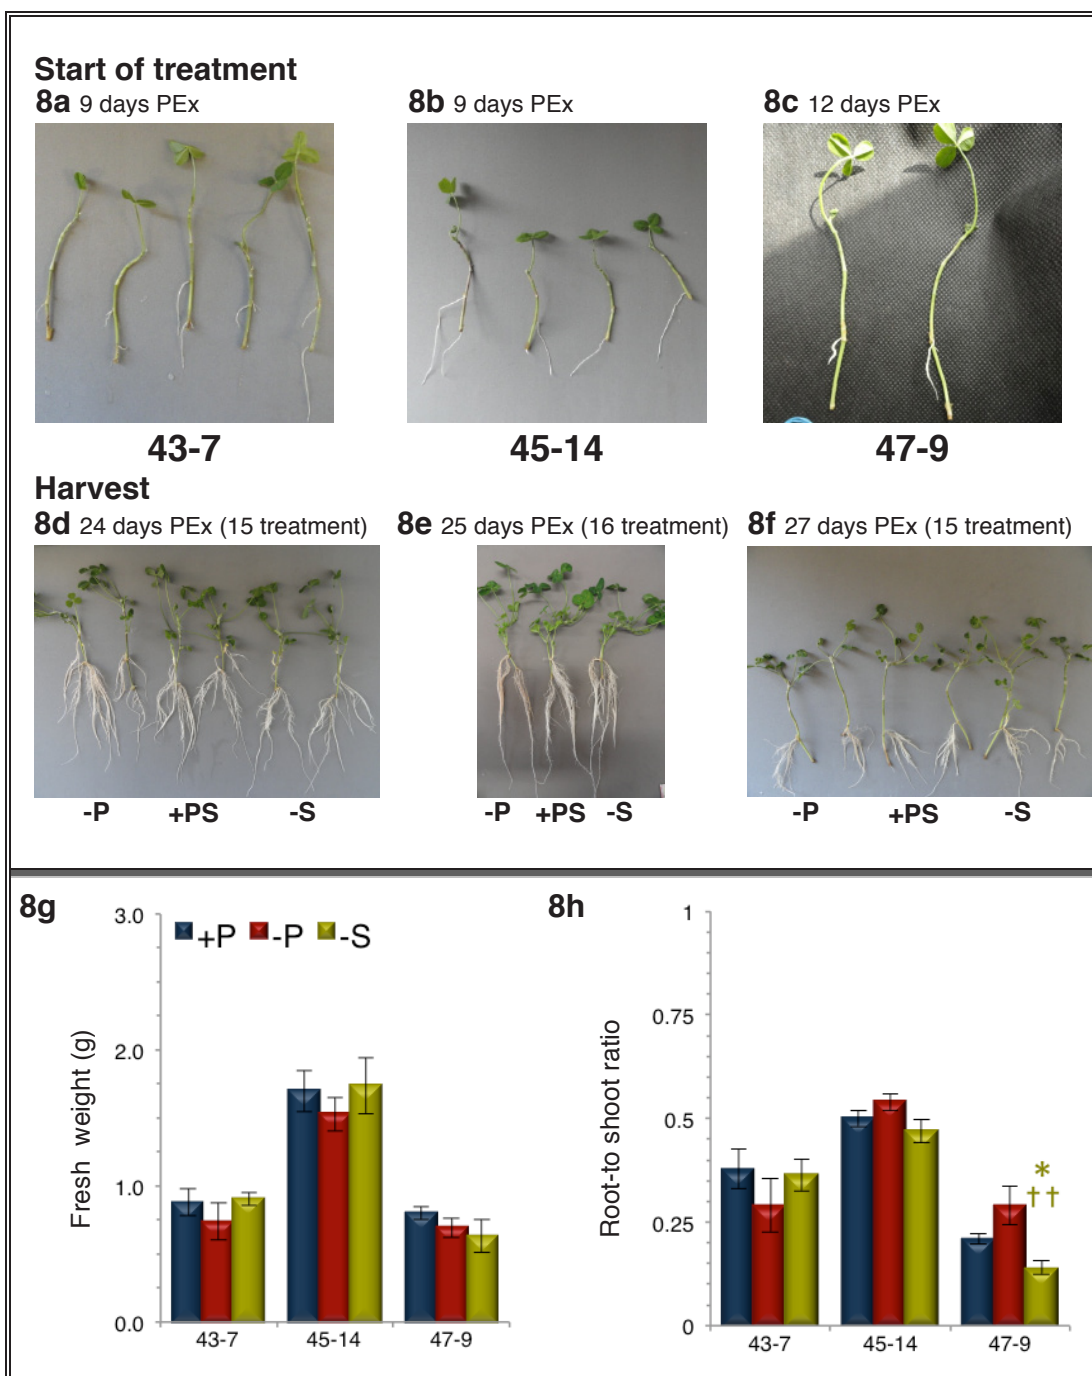 Start of treatment
8a 9 days PEx
8b 9 days PEx
8c 12 days PEx
43-7
45-14
47-9
Harvest
8d 24 days PEx (15 treatment)
8e 25 days PEx (16 treatment)
8f 27 days PEx (15 treatment)
-P +PS -S
-P +PS -S
-P +PS -S
8g
+P -P -S
Fresh weight (g)
3.0
2.0
1.0
0.0
43-7 45-14 47-9
8h
Root-to shoot ratio
1
0.75
0.5
0.25
0
*
††
43-7 45-14 47-9